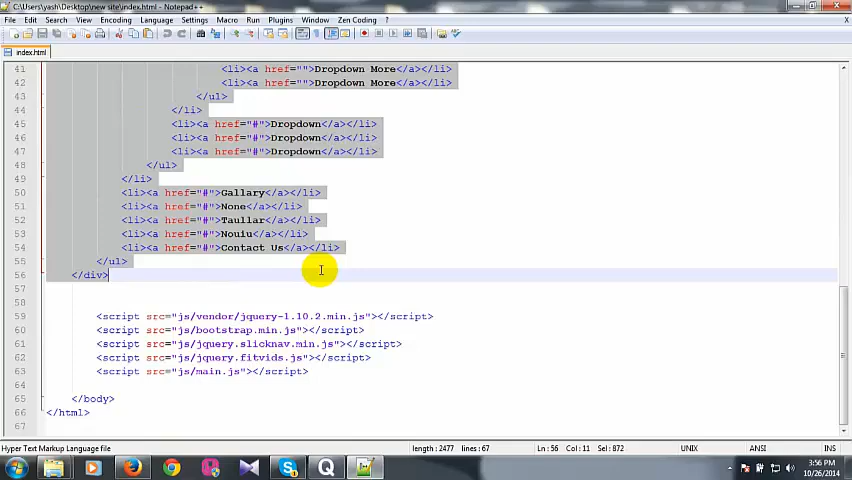 C:\Users\yash\Desktop\new site\index.html - Notepad++
File Edit Search View Encoding Language Settings Macro Run Plugins Window Zen Coding ?
X
index.html
41 <li><a href="">Dropdown More</a></li>
42 <li><a href="">Dropdown More</a></li>
43 </ul>
44 </li>
45 <li><a href="#">Dropdown</a></li>
46 <li><a href="#">Dropdown</a></li>
47 <li><a href="#">Dropdown</a></li>
48 </ul>
49 </li>
50 <li><a href="#">Gallary</a></li>
51 <li><a href="#">None</a></li>
52 <li><a href="#">Taullar</a></li>
53 <li><a href="#">Nouiu</a></li>
54 <li><a href="#">Contact Us</a></li>
55 </ul>
56 </div>
57
58
59 <script src="js/vendor/jquery-1.10.2.min.js"></script>
60 <script src="js/bootstrap.min.js"></script>
61 <script src="js/jquery.slicknav.min.js"></script>
62 <script src="js/jquery.fitvids.js"></script>
63 <script src="js/main.js"></script>
64
65 </body>
66 </html>
67
Hyper Text Markup Language file length : 2477 lines : 67 Ln : 56 Col : 11 Sel : 872 UNIX ANSI INS
3:56 PM
10/26/2014